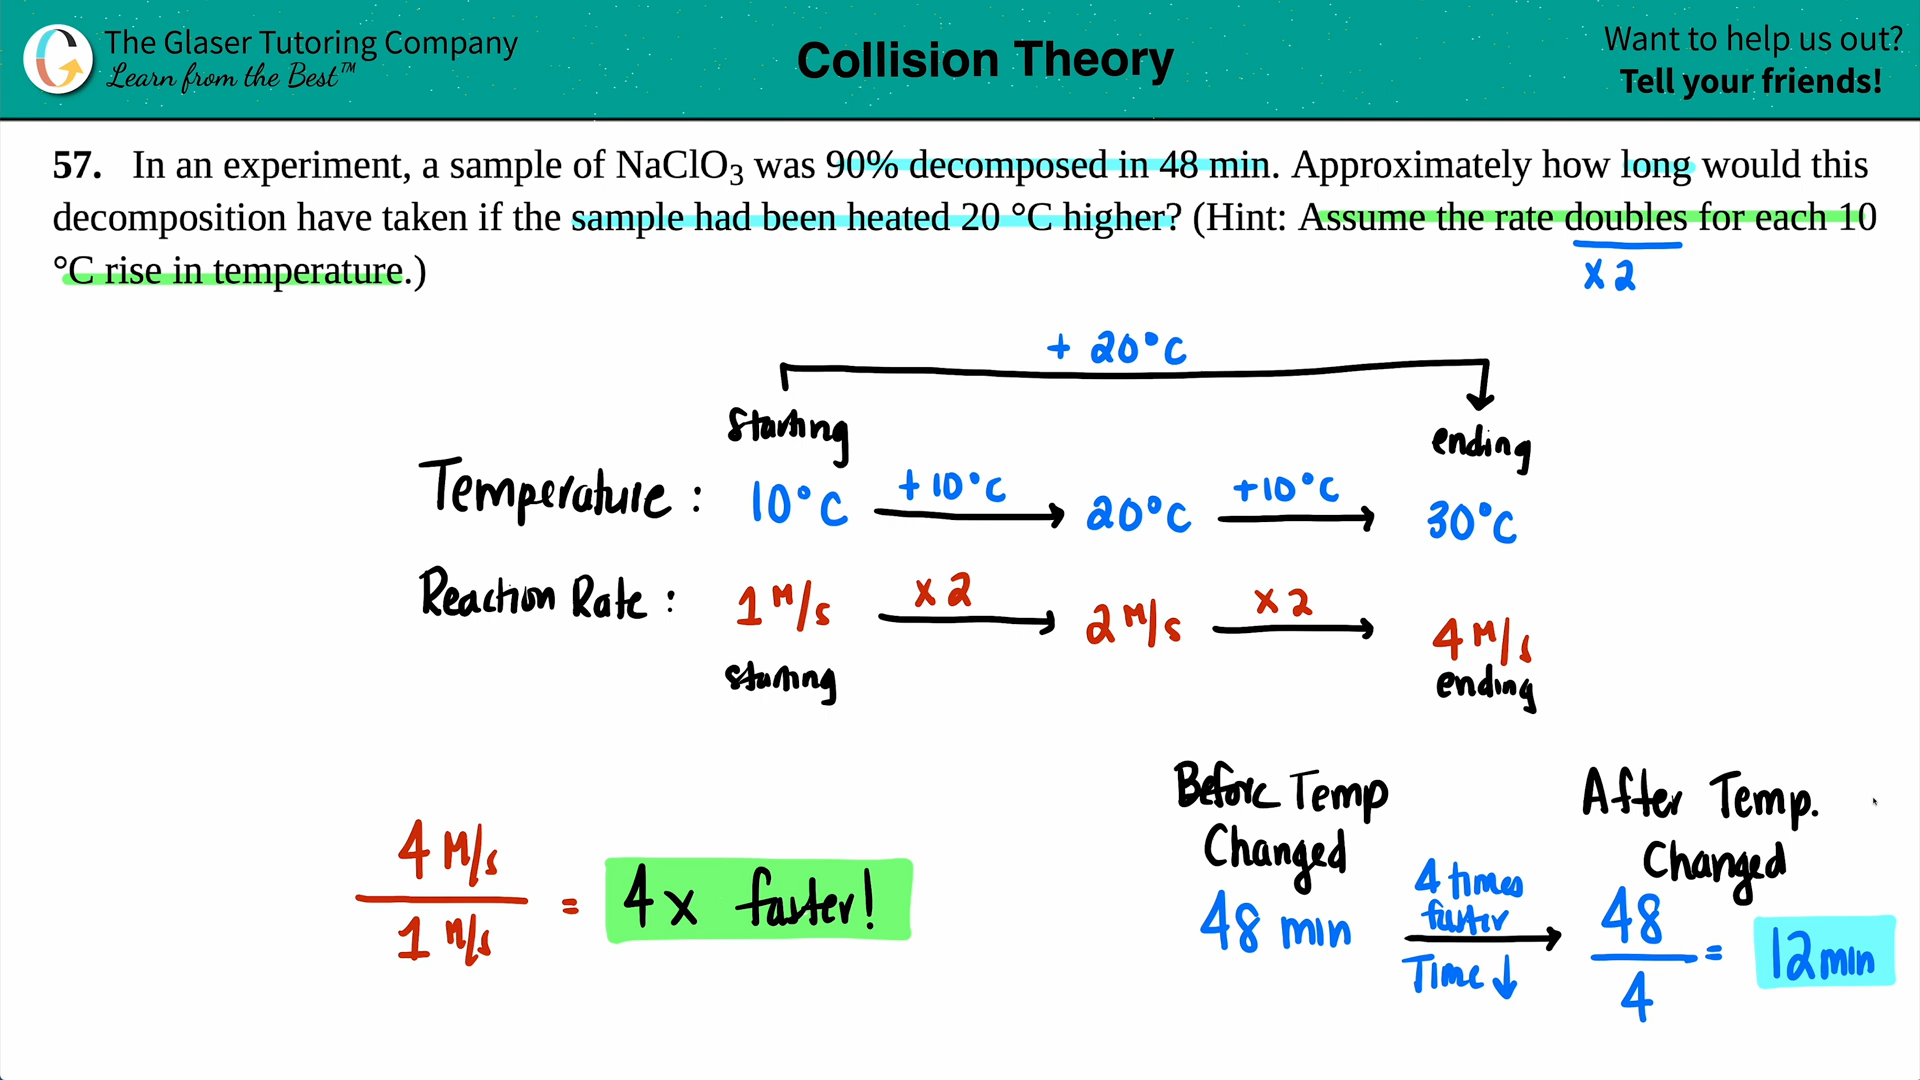 The Glaser Tutoring Company
Learn from the Best™
Collision Theory
Want to help us out?
Tell your friends!
57. In an experiment, a sample of NaClO₃ was 90% decomposed in 48 min. Approximately how long would this
decomposition have taken if the sample had been heated 20 °C higher? (Hint: Assume the rate doubles for each 10
°C rise in temperature.)
x 2
+ 20°C
starting
ending
Temperature: 10°C +10°C 20°C +10°C 30°C
Reaction Rate: 1 M/s x 2 2 M/s x 2 4 M/s
starting
ending
4 M/s
1 M/s
= 4x faster!
Before Temp
Changed
48 min
4 times
faster
Time ↓
After Temp.
Changed
48
4
= 12 min